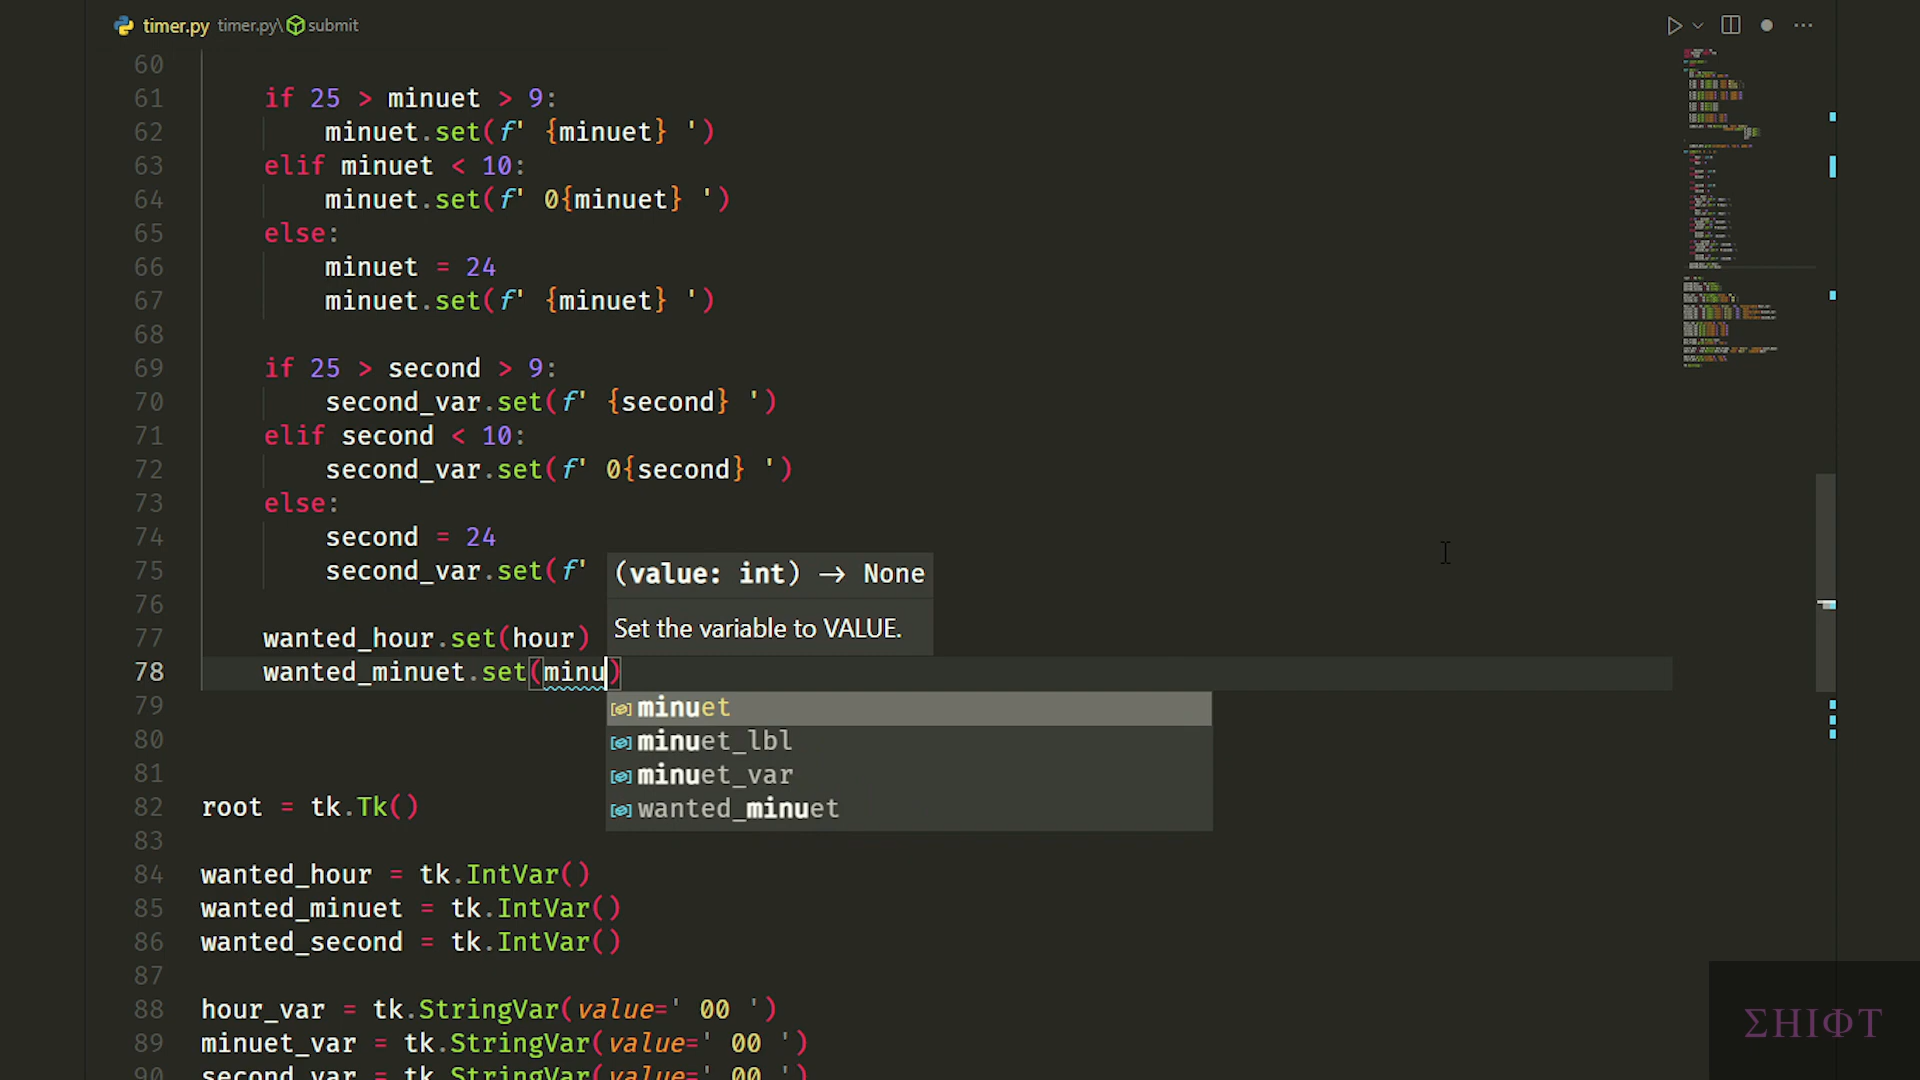 timer.py timer.py\ submit
60
61 if 25 > minuet > 9:
62 minuet.set(f' {minuet} ')
63 elif minuet < 10:
64 minuet.set(f' 0{minuet} ')
65 else:
66 minuet = 24
67 minuet.set(f' {minuet} ')
68
69 if 25 > second > 9:
70 second_var.set(f' {second} ')
71 elif second < 10:
72 second_var.set(f' 0{second} ')
73 else:
74 second = 24
75 second_var.set(f'
(value: int) → None
76
Set the variable to VALUE.
77 wanted_hour.set(hour)
78 wanted_minuet.set(minu)
79
minuet
80
minuet_lbl
81
minuet_var
82 root = tk.Tk()
wanted_minuet
83
84 wanted_hour = tk.IntVar()
85 wanted_minuet = tk.IntVar()
86 wanted_second = tk.IntVar()
87
88 hour_var = tk.StringVar(value=' 00 ')
89 minuet_var = tk.StringVar(value=' 00 ')
90 second_var = tk.StringVar(value=' 00 ')
ΣHIΦT